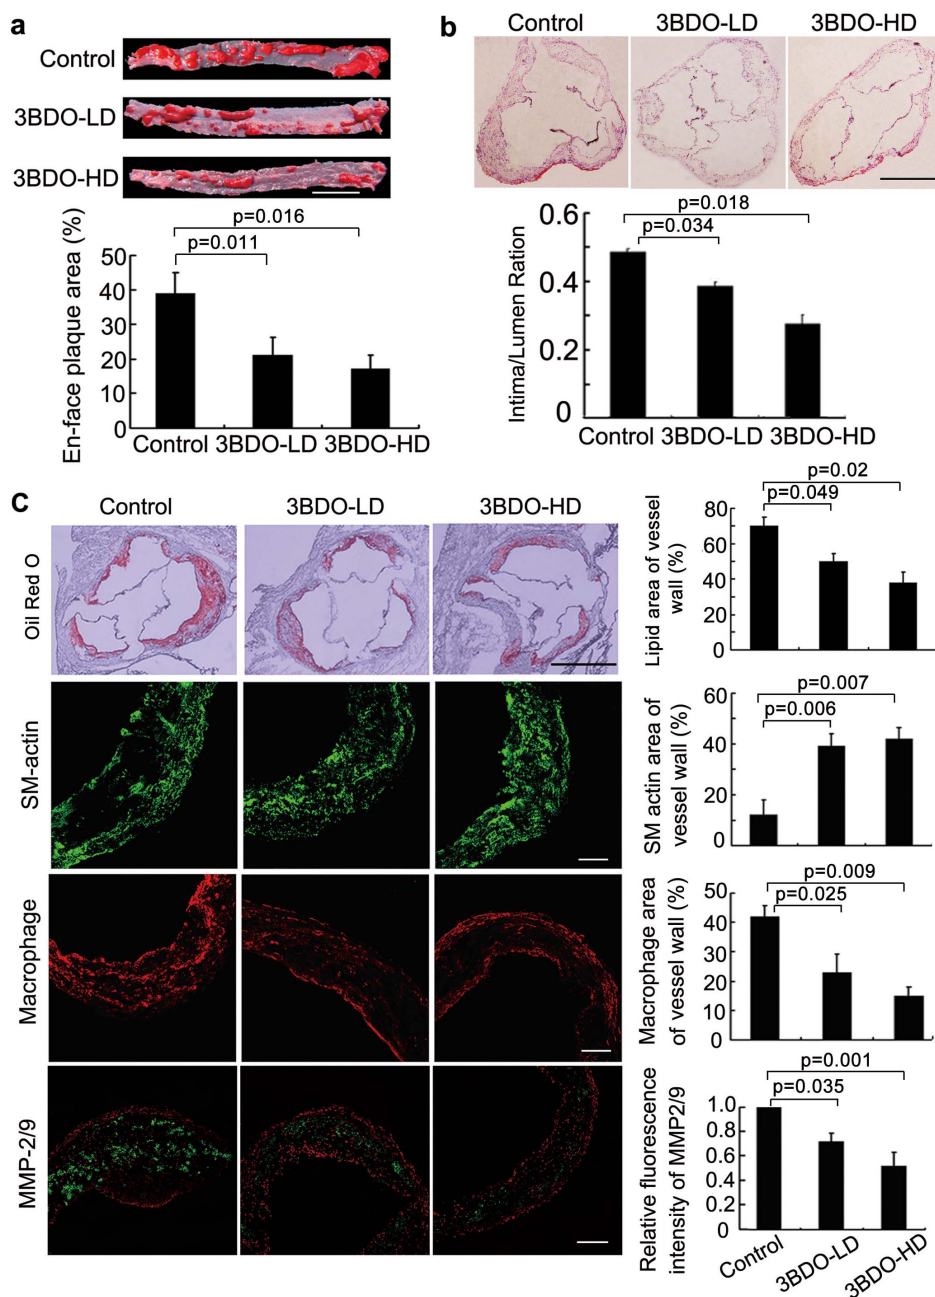 a
Control
3BDO-LD
3BDO-HD
p=0.016
p=0.011
En-face plaque area (%)
50
40
30
20
10
0
Control 3BDO-LD 3BDO-HD
b
Control 3BDO-LD 3BDO-HD
p=0.018
p=0.034
Intima/Lumen Ration
0.6
0.4
0.2
0
Control 3BDO-LD 3BDO-HD
c
Control 3BDO-LD 3BDO-HD
Oil Red O
SM-actin
Macrophage
MMP-2/9
p=0.02
p=0.049
Lipid area of vessel
wall (%)
80
60
40
20
0
p=0.007
p=0.006
SM actin area of
vessel wall (%)
60
40
20
0
p=0.009
p=0.025
Macrophage area
of vessel wall (%)
50
40
30
20
10
0
p=0.001
p=0.035
Relative fluorescence
intensity of MMP2/9
1.0
0.8
0.6
0.4
0.2
0
Control
3BDO-LD
3BDO-HD